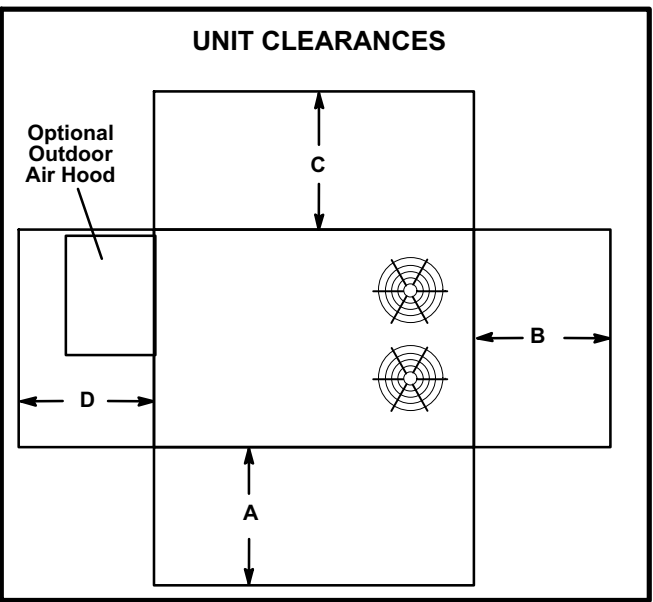 UNIT CLEARANCES
Optional
Outdoor
Air Hood
C
B
D
A